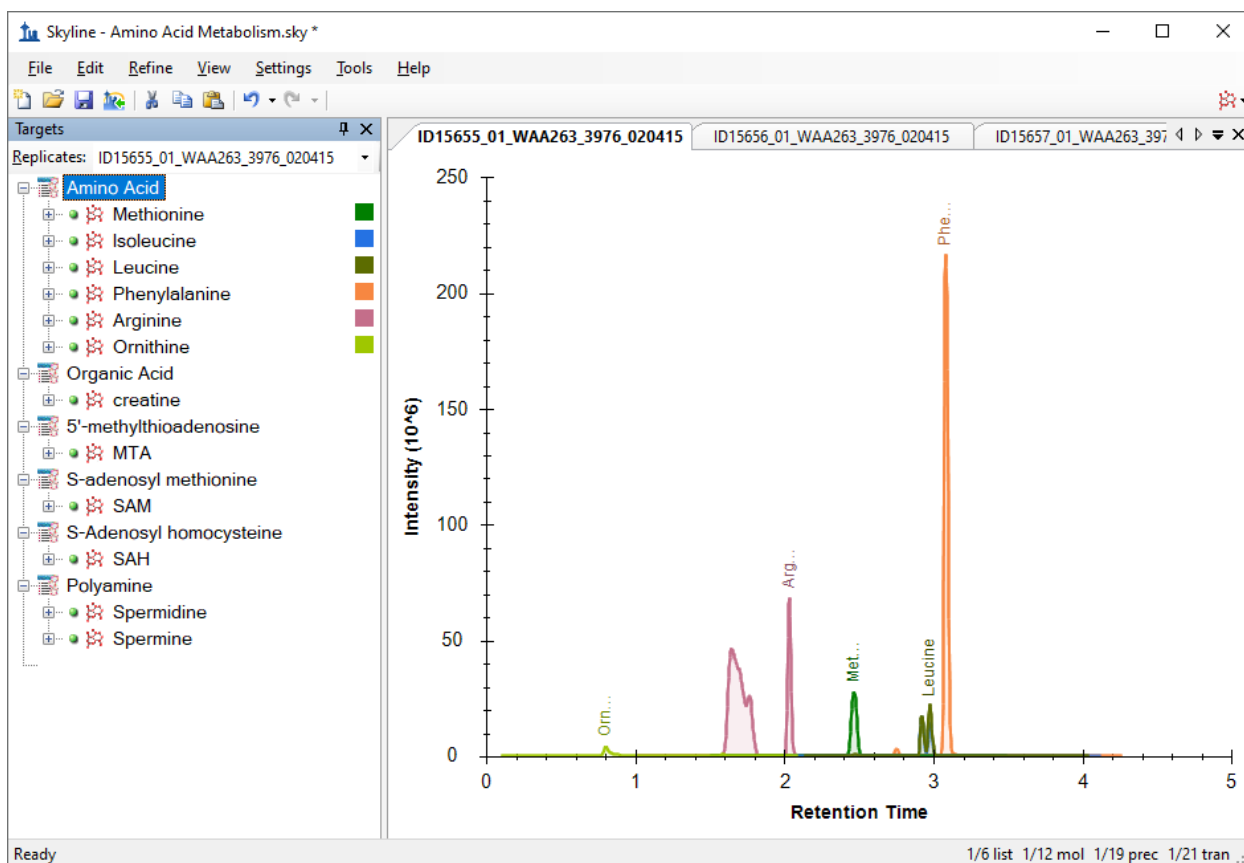 Skyline - Amino Acid Metabolism.sky *
File Edit Refine View Settings Tools Help
Targets
Replicates: ID15655_01_WAA263_3976_020415
Amino Acid
Methionine
Isoleucine
Leucine
Phenylalanine
Arginine
Ornithine
Organic Acid
creatine
5'-methylthioadenosine
MTA
S-adenosyl methionine
SAM
S-Adenosyl homocysteine
SAH
Polyamine
Spermidine
Spermine
ID15655_01_WAA263_3976_020415 ID15656_01_WAA263_3976_020415 ID15657_01_WAA263_397
250
200
150
100
50
0
Intensity (10^6)
Orn...
Arg...
Met...
Leucine
Phe...
0 1 2 3 4 5
Retention Time
Ready 1/6 list 1/12 mol 1/19 prec 1/21 tran